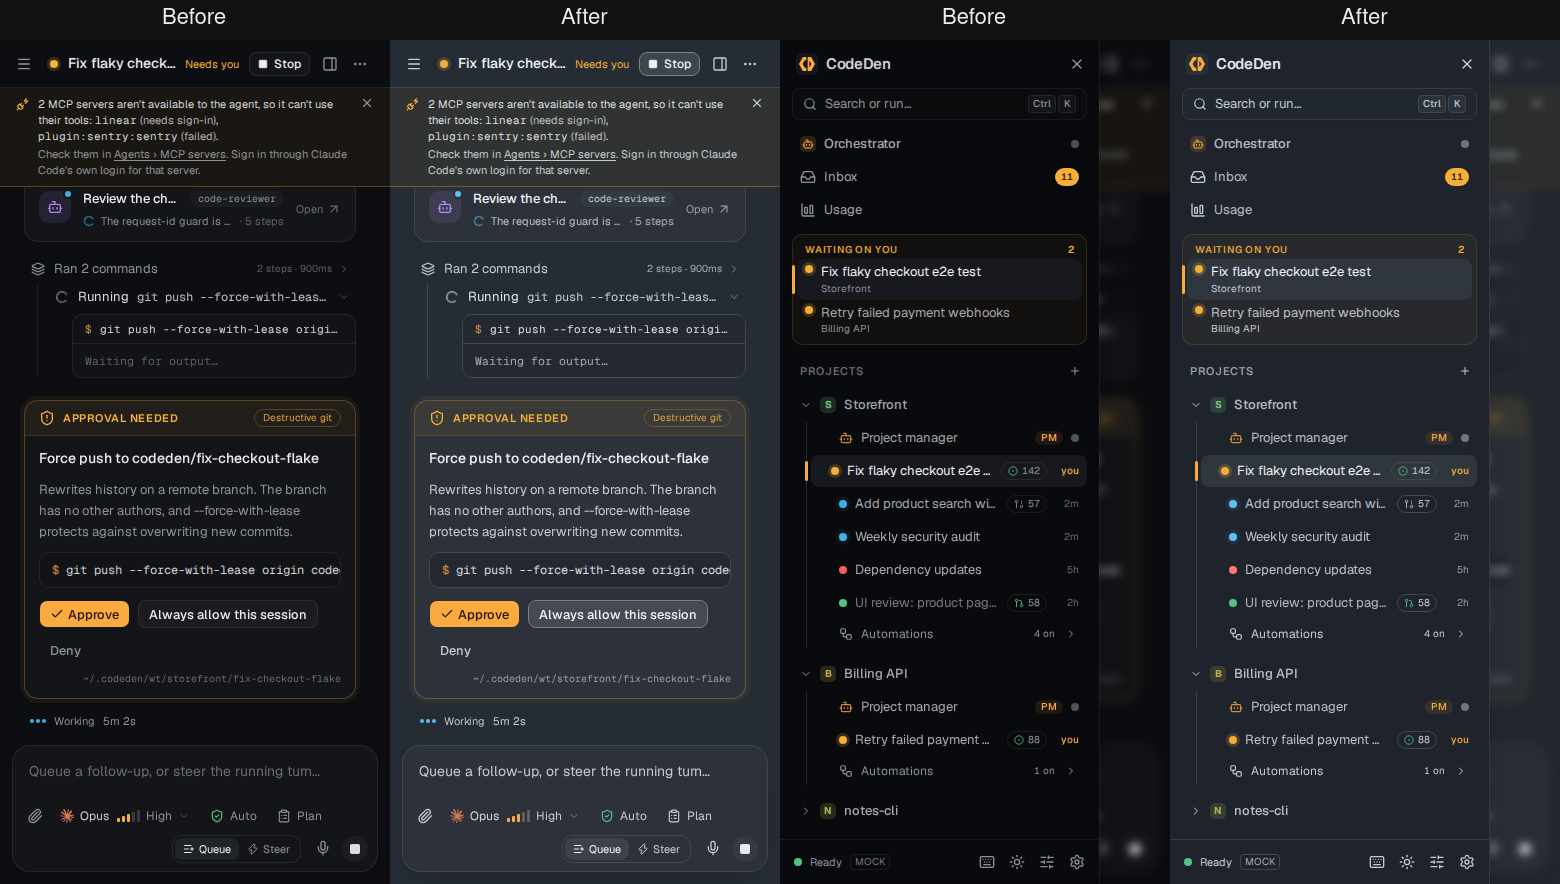 Before
After
Before
After
Fix flaky check... Needs you Stop
2 MCP servers aren't available to the agent, so it can't use
their tools: linear (needs sign-in),
plugin:sentry:sentry (failed).
Check them in Agents › MCP servers. Sign in through Claude
Code's own login for that server.
Review the ch... code-reviewer
The request-id guard is ... · 5 steps
Open
Ran 2 commands 2 steps · 900ms
Running git push --force-with-leas…
$ git push --force-with-lease origi…
Waiting for output…
APPROVAL NEEDED Destructive git
Force push to codeden/fix-checkout-flake
Rewrites history on a remote branch. The branch
has no other authors, and --force-with-lease
protects against overwriting new commits.
$ git push --force-with-lease origin code
Approve Always allow this session
Deny
~/.codeden/wt/storefront/fix-checkout-flake
Working 5m 2s
Queue a follow-up, or steer the running turn...
Opus High Auto Plan
Queue Steer
Fix flaky check... Needs you Stop
2 MCP servers aren't available to the agent, so it can't use
their tools: linear (needs sign-in),
plugin:sentry:sentry (failed).
Check them in Agents › MCP servers. Sign in through Claude
Code's own login for that server.
Review the ch... code-reviewer
The request-id guard is ... · 5 steps
Open
Ran 2 commands 2 steps · 900ms
Running git push --force-with-leas…
$ git push --force-with-lease origi…
Waiting for output…
APPROVAL NEEDED Destructive git
Force push to codeden/fix-checkout-flake
Rewrites history on a remote branch. The branch
has no other authors, and --force-with-lease
protects against overwriting new commits.
$ git push --force-with-lease origin code
Approve Always allow this session
Deny
~/.codeden/wt/storefront/fix-checkout-flake
Working 5m 2s
Queue a follow-up, or steer the running turn...
Opus High Auto Plan
Queue Steer
CodeDen
Search or run... Ctrl K
Orchestrator
Inbox 11
Usage
WAITING ON YOU 2
Fix flaky checkout e2e test
Storefront
Retry failed payment webhooks
Billing API
PROJECTS
S Storefront
Project manager PM
Fix flaky checkout e2e ... 142 you
Add product search wi... 57 2m
Weekly security audit 2m
Dependency updates 5h
UI review: product pag... 58 2h
Automations 4 on
B Billing API
Project manager PM
Retry failed payment ... 88 you
Automations 1 on
N notes-cli
Ready MOCK
CodeDen
Search or run... Ctrl K
Orchestrator
Inbox 11
Usage
WAITING ON YOU 2
Fix flaky checkout e2e test
Storefront
Retry failed payment webhooks
Billing API
PROJECTS
S Storefront
Project manager PM
Fix flaky checkout e2e ... 142 you
Add product search wi... 57 2m
Weekly security audit 2m
Dependency updates 5h
UI review: product pag... 58 2h
Automations 4 on
B Billing API
Project manager PM
Retry failed payment ... 88 you
Automations 1 on
N notes-cli
Ready MOCK